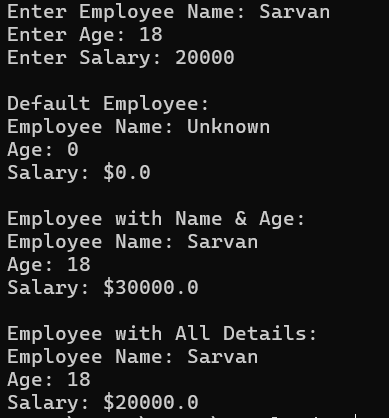 Enter Employee Name: Sarvan
Enter Age: 18
Enter Salary: 20000
Default Employee:
Employee Name: Unknown
Age: 0
Salary: $0.0
Employee with Name & Age:
Employee Name: Sarvan
Age: 18
Salary: $30000.0
Employee with All Details:
Employee Name: Sarvan
Age: 18
Salary: $20000.0